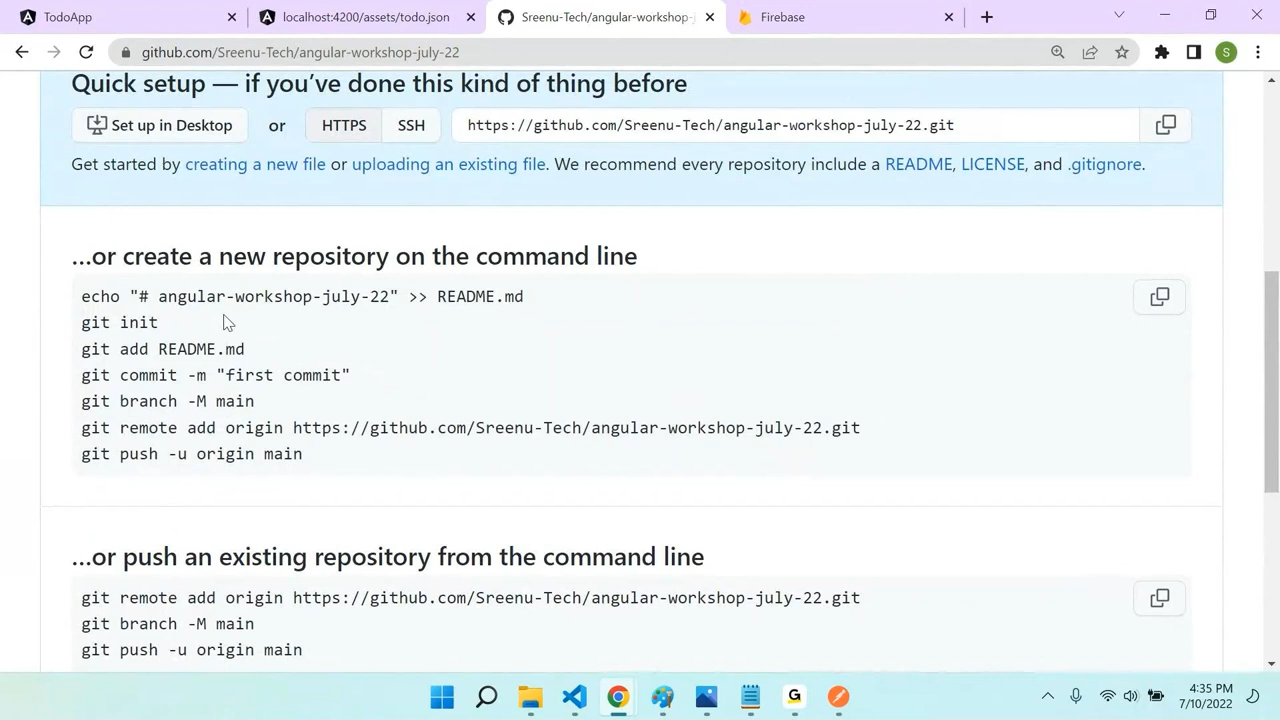 TodoApp
localhost:4200/assets/todo.json
Sreenu-Tech/angular-workshop-j
Firebase
github.com/Sreenu-Tech/angular-workshop-july-22
S
Quick setup — if you've done this kind of thing before
Set up in Desktop or HTTPS SSH https://github.com/Sreenu-Tech/angular-workshop-july-22.git
Get started by creating a new file or uploading an existing file. We recommend every repository include a README, LICENSE, and .gitignore.
…or create a new repository on the command line
echo "# angular-workshop-july-22" >> README.md
git init
git add README.md
git commit -m "first commit"
git branch -M main
git remote add origin https://github.com/Sreenu-Tech/angular-workshop-july-22.git
git push -u origin main
…or push an existing repository from the command line
git remote add origin https://github.com/Sreenu-Tech/angular-workshop-july-22.git
git branch -M main
git push -u origin main
G
4:35 PM
7/10/2022